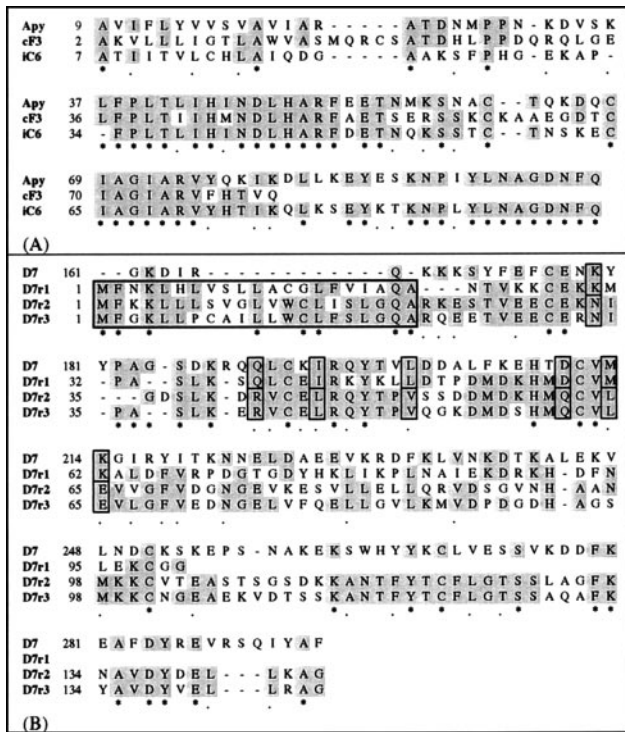 Apy 9 A V I F L Y V V S V A V I A R - - - - - A T D N M P P N - K D V S K
cF3 2 A K V L L L I G T L A W V A S M Q R C S A T D H L P P D Q R Q L G E
iC6 7 A T I I T V L C H L A I Q D G - - - - - A A K S F P H G - E K A P -
* * * * . .
Apy 37 L F P L T L I H I N D L H A R F E E T N M K S N A C - - T Q K D Q C
cF3 36 L F P L T I I H M N D L H A R F A E T S E R S S K C K A A E G D T C
iC6 34 - F P L T L I H I N D L H A R F D E T N Q K S S T C - - T N S K E C
Apy 69 I A G I A R V Y Q K I K D L L K E Y E S K N P I Y L N A G D N F Q
cF3 70 I A G I A R V F H T V Q
iC6 65 I A G I A R V Y H T I K Q L K S E Y K T K N P L Y L N A G D N F Q
(A)
D7 161 - - G K D I R - - - - - - - - - - - - Q - K K K S Y F E F C E N K Y
D7r1 1 M F N K L H L V S L L A C G L F V I A Q A - - N T V K K C E K K M
D7r2 1 M F K K L L L S V G L V W C L I S L G Q A R K E S T V E E C E K N I
D7r3 1 M F G K L L P C A I L L W C L F S L G Q A R Q E E T V E E C E R N I
D7 181 Y P A G - S D K R Q Q L C K I R Q Y T V L D D A L F K E H T D C V M
D7r1 32 P A - - S L K - S Q L C E I R K Y K L L D T P D M D K H M D C V M
D7r2 35 - - G D S L K - D R V C E L R Q Y T P V S S D D M D K H M Q C V L
D7r3 35 P A - - S L K - E R V C E L R Q Y T P V Q G K D M D S H M Q C V L
D7 214 K G I R Y I T K N N E L D A E E V K R D F K L V N K D T K A L E K V
D7r1 62 K A L D F V R P D G T G D Y H K L I K P L N A I E K D R K H - D F N
D7r2 65 E V V G F V D G N G E V K E S V L L E L L Q R V D S G V N H - A A N
D7r3 65 E V L G F V E D N G E L V F Q E L L G V L K M V D P D G D H - A G S
D7 248 L N D C K S K E P S - N A K E K S W H Y Y K C L V E S S V K D D F K
D7r1 95 L E K C G G
D7r2 98 M K K C V T E A S T S G S D K K A N T F Y T C F L G T S S L A G F K
D7r3 98 M K K C N G E A E K V D T S S K A N T F Y T C F L G T S S A Q A F K
D7 281 E A F D Y R E V R S Q I Y A F
D7r1
D7r2 134 N A V D Y D E L - - - L K A G
D7r3 134 Y A V D Y V E L - - - L R A G
(B)